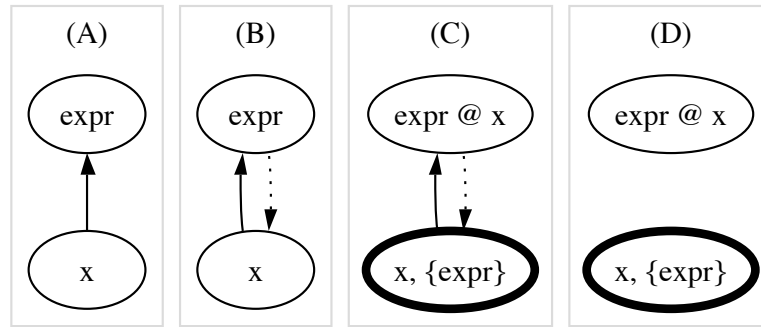 (A) (B) (C) (D)
expr expr expr @ x expr @ x
x x x, {expr} x, {expr}